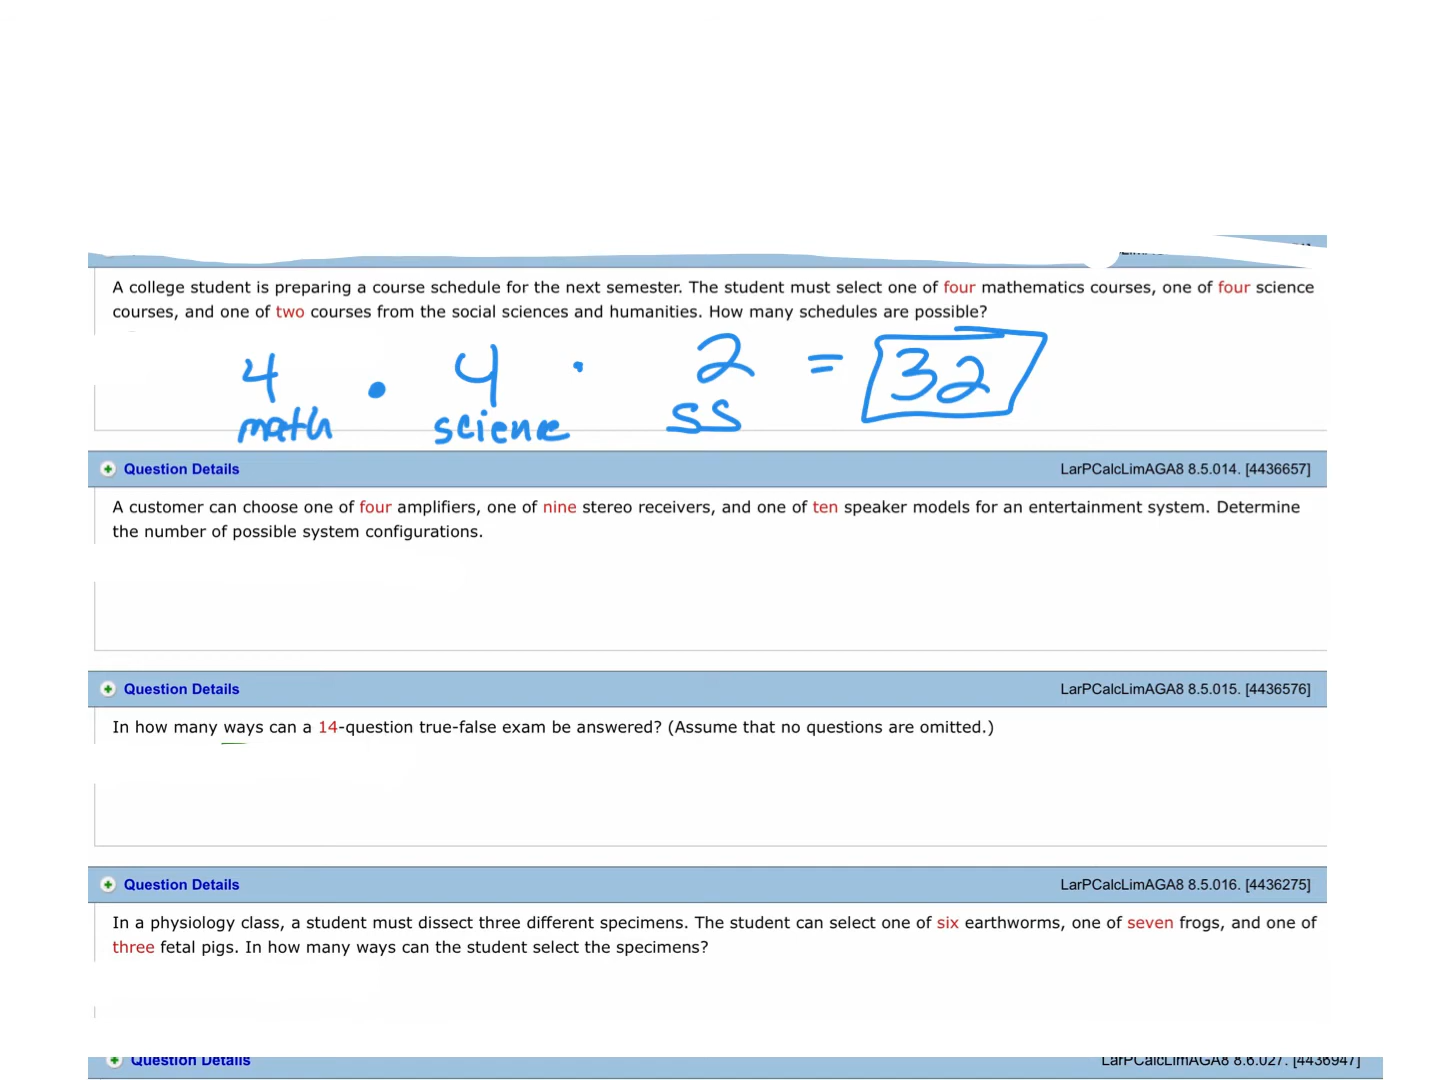 A college student is preparing a course schedule for the next semester. The student must select one of four mathematics courses, one of four science
courses, and one of two courses from the social sciences and humanities. How many schedules are possible?
4 • 4 · 2 = 32
math science SS
Question Details LarPCalcLimAGA8 8.5.014. [4436657]
A customer can choose one of four amplifiers, one of nine stereo receivers, and one of ten speaker models for an entertainment system. Determine
the number of possible system configurations.
Question Details LarPCalcLimAGA8 8.5.015. [4436576]
In how many ways can a 14-question true-false exam be answered? (Assume that no questions are omitted.)
Question Details LarPCalcLimAGA8 8.5.016. [4436275]
In a physiology class, a student must dissect three different specimens. The student can select one of six earthworms, one of seven frogs, and one of
three fetal pigs. In how many ways can the student select the specimens?
Question Details LarPCalcLimAGA8 8.6.027. [4436947]